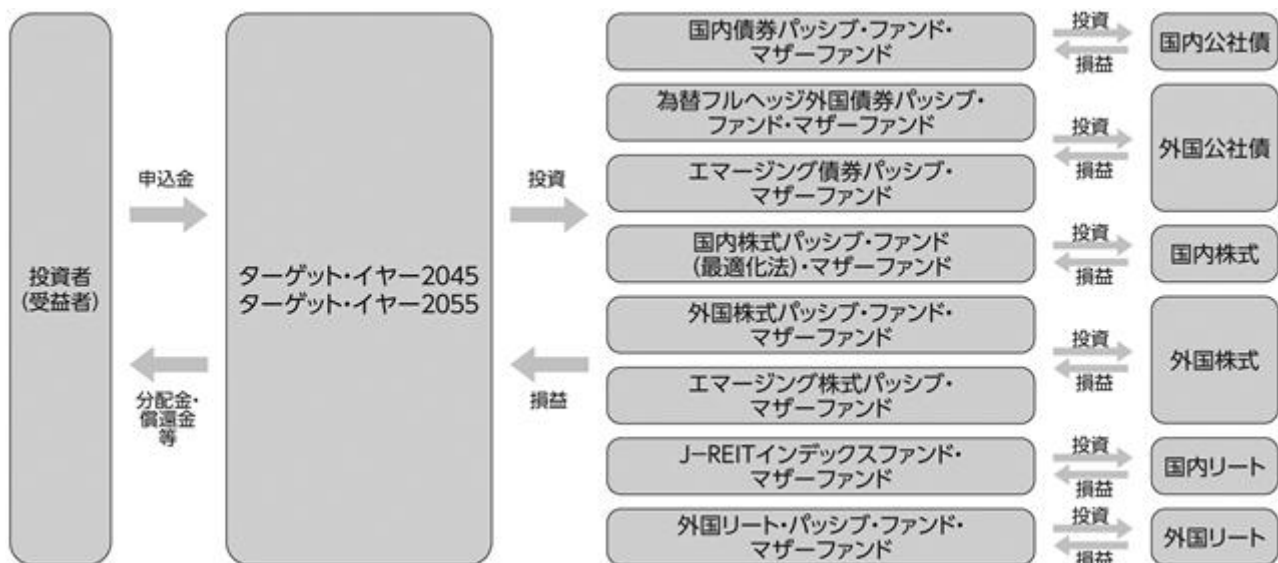 投資者
(受益者)
申込金
分配金・
償還金
等
ターゲット・イヤー2045
ターゲット・イヤー2055
投資
損益
国内債券パッシブ・ファンド・
マザーファンド
投資
損益
国内公社債
為替フルヘッジ外国債券パッシブ・
ファンド・マザーファンド
エマージング債券パッシブ・
マザーファンド
投資
損益
外国公社債
国内株式パッシブ・ファンド
(最適化法)・マザーファンド
投資
損益
国内株式
外国株式パッシブ・ファンド・
マザーファンド
エマージング株式パッシブ・
マザーファンド
投資
損益
外国株式
J-REITインデックスファンド・
マザーファンド
投資
損益
国内リート
外国リート・パッシブ・ファンド・
マザーファンド
投資
損益
外国リート